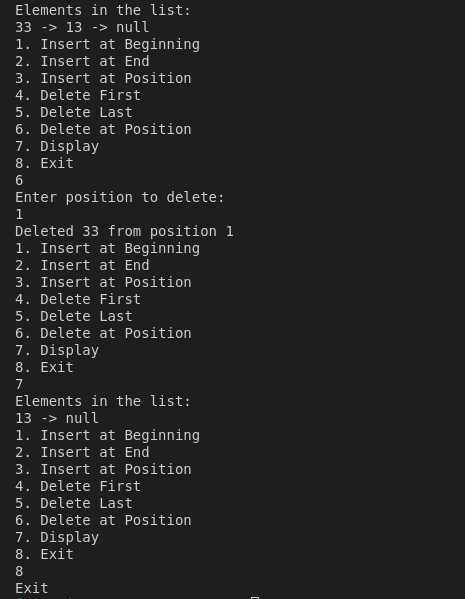 Elements in the list:
33 -> 13 -> null
1. Insert at Beginning
2. Insert at End
3. Insert at Position
4. Delete First
5. Delete Last
6. Delete at Position
7. Display
8. Exit
6
Enter position to delete:
1
Deleted 33 from position 1
1. Insert at Beginning
2. Insert at End
3. Insert at Position
4. Delete First
5. Delete Last
6. Delete at Position
7. Display
8. Exit
7
Elements in the list:
13 -> null
1. Insert at Beginning
2. Insert at End
3. Insert at Position
4. Delete First
5. Delete Last
6. Delete at Position
7. Display
8. Exit
8
Exit